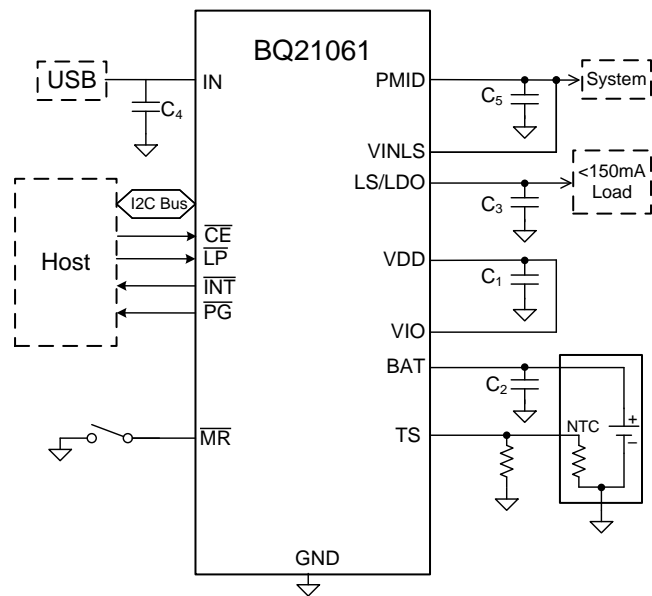 BQ21061
USB
IN
C4
I2C Bus
Host
CE
LP
INT
PG
MR
GND
PMID
C5
System
VINLS
LS/LDO
<150mA
Load
C3
VDD
C1
VIO
BAT
C2
TS
NTC
+
–